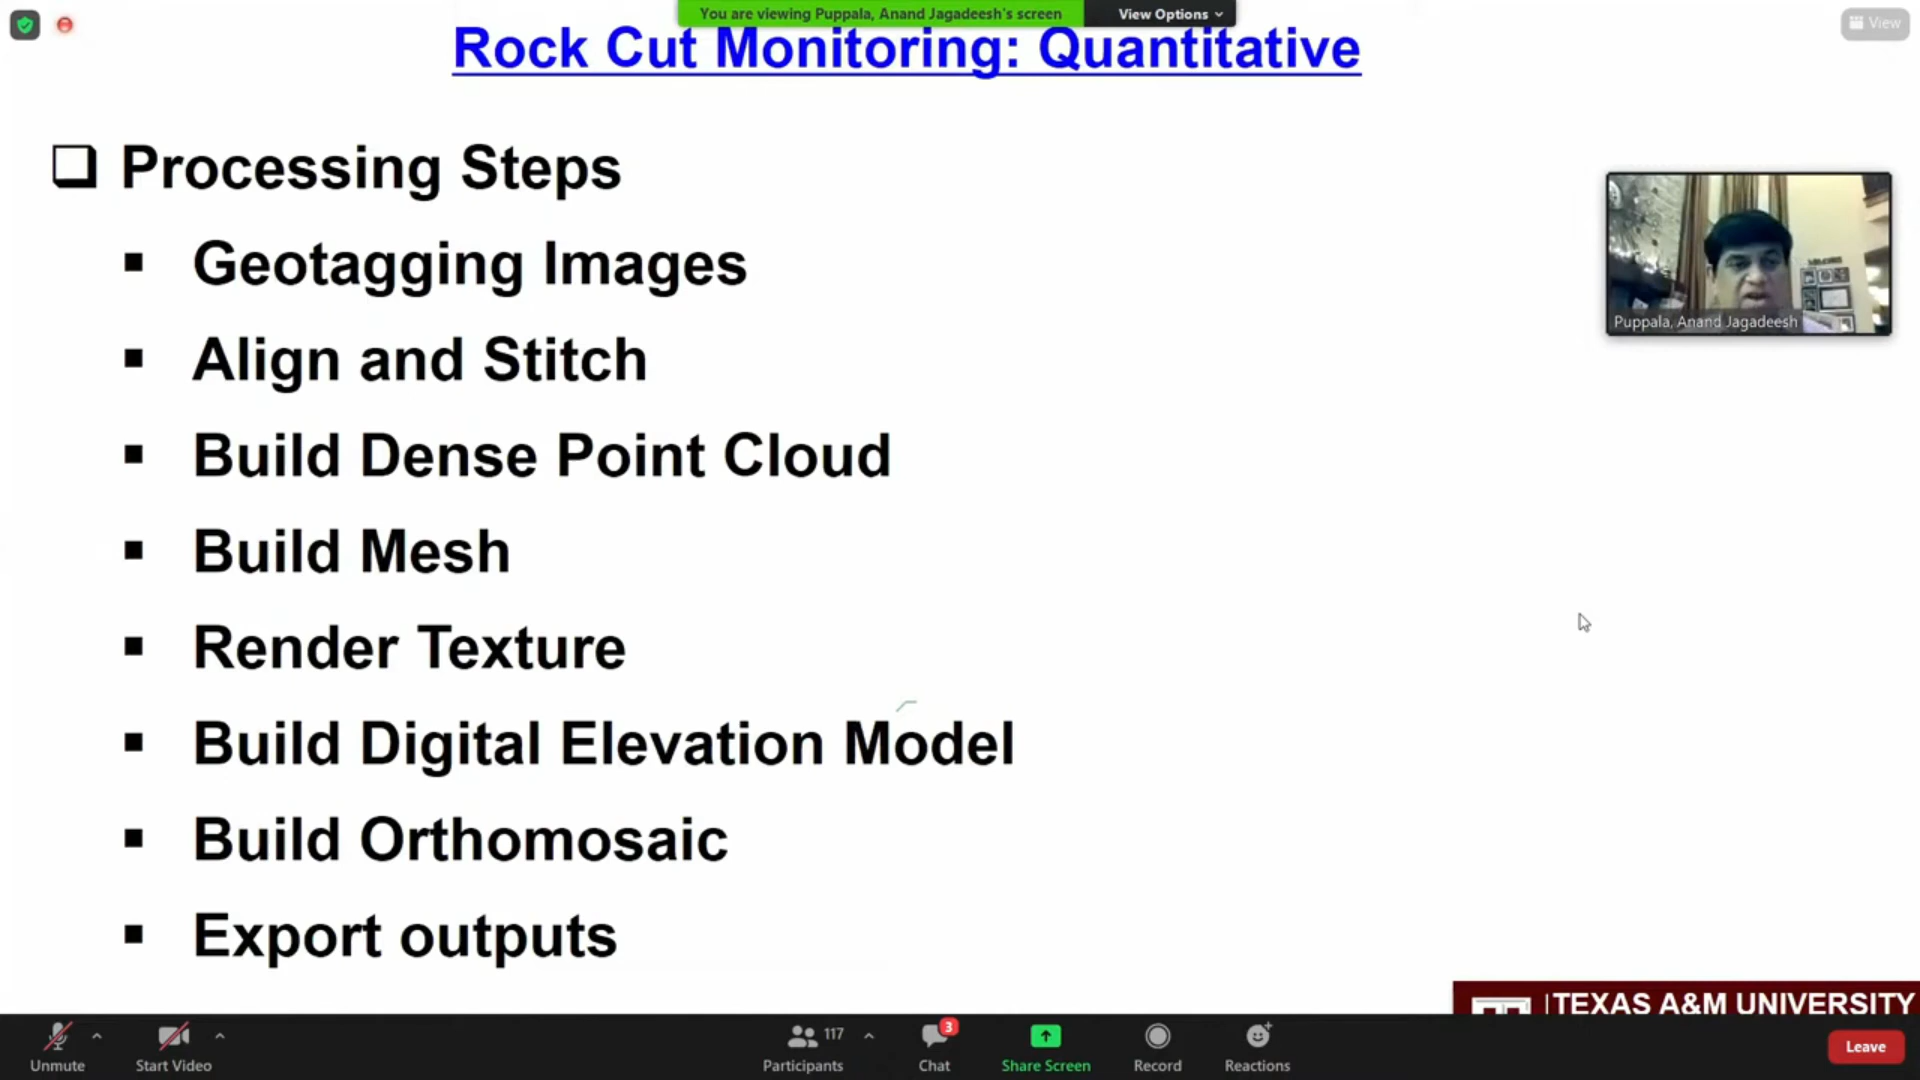 You are viewing Puppala, Anand Jagadeesh's screen
View Options
View
Rock Cut Monitoring: Quantitative
Processing Steps
Geotagging Images
Align and Stitch
Build Dense Point Cloud
Build Mesh
Render Texture
Build Digital Elevation Model
Build Orthomosaic
Export outputs
Puppala, Anand Jagadeesh
TEXAS A&M UNIVERSITY
Unmute
Start Video
117
Participants
3
Chat
Share Screen
Record
Reactions
Leave